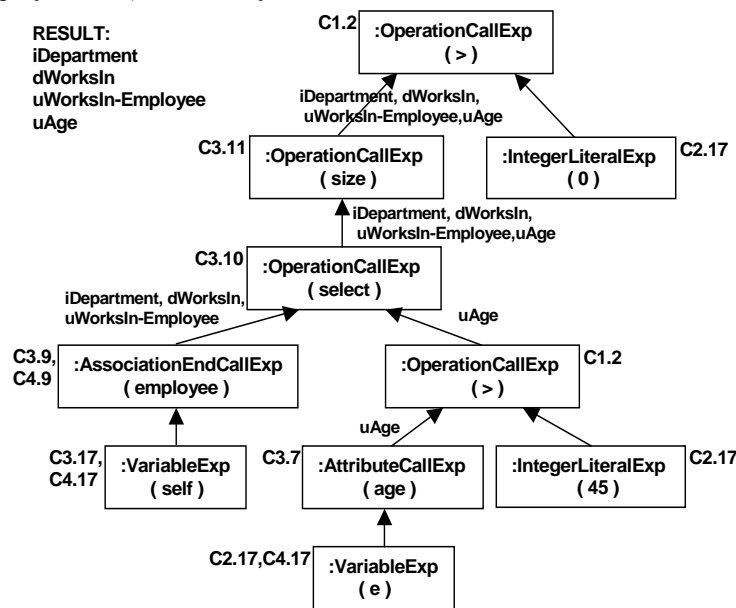 RESULT:
iDepartment
dWorksIn
uWorksIn-Employee
uAge
C1.2
:OperationCallExp
( > )
iDepartment, dWorksIn,
uWorksIn-Employee,uAge
C3.11
:OperationCallExp
( size )
:IntegerLiteralExp
( 0 )
C2.17
iDepartment, dWorksIn,
uWorksIn-Employee,uAge
C3.10
:OperationCallExp
( select )
iDepartment, dWorksIn,
uWorksIn-Employee
uAge
C3.9,
C4.9
:AssociationEndCallExp
( employee )
:OperationCallExp
( > )
C1.2
uAge
C3.17,
C4.17
:VariableExp
( self )
C3.7
:AttributeCallExp
( age )
:IntegerLiteralExp
( 45 )
C2.17
C2.17,C4.17
:VariableExp
( e )